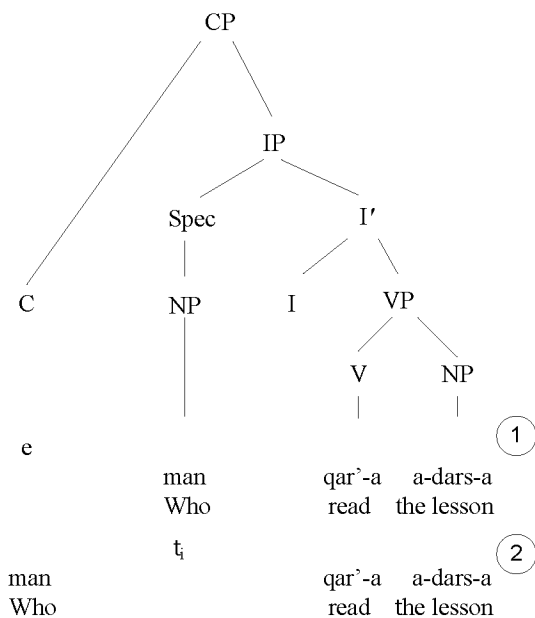 CP
IP
Spec I′
C NP I VP
V NP
e 1
man qar’-a a-dars-a
Who read the lesson
ti 2
man qar’-a a-dars-a
Who read the lesson